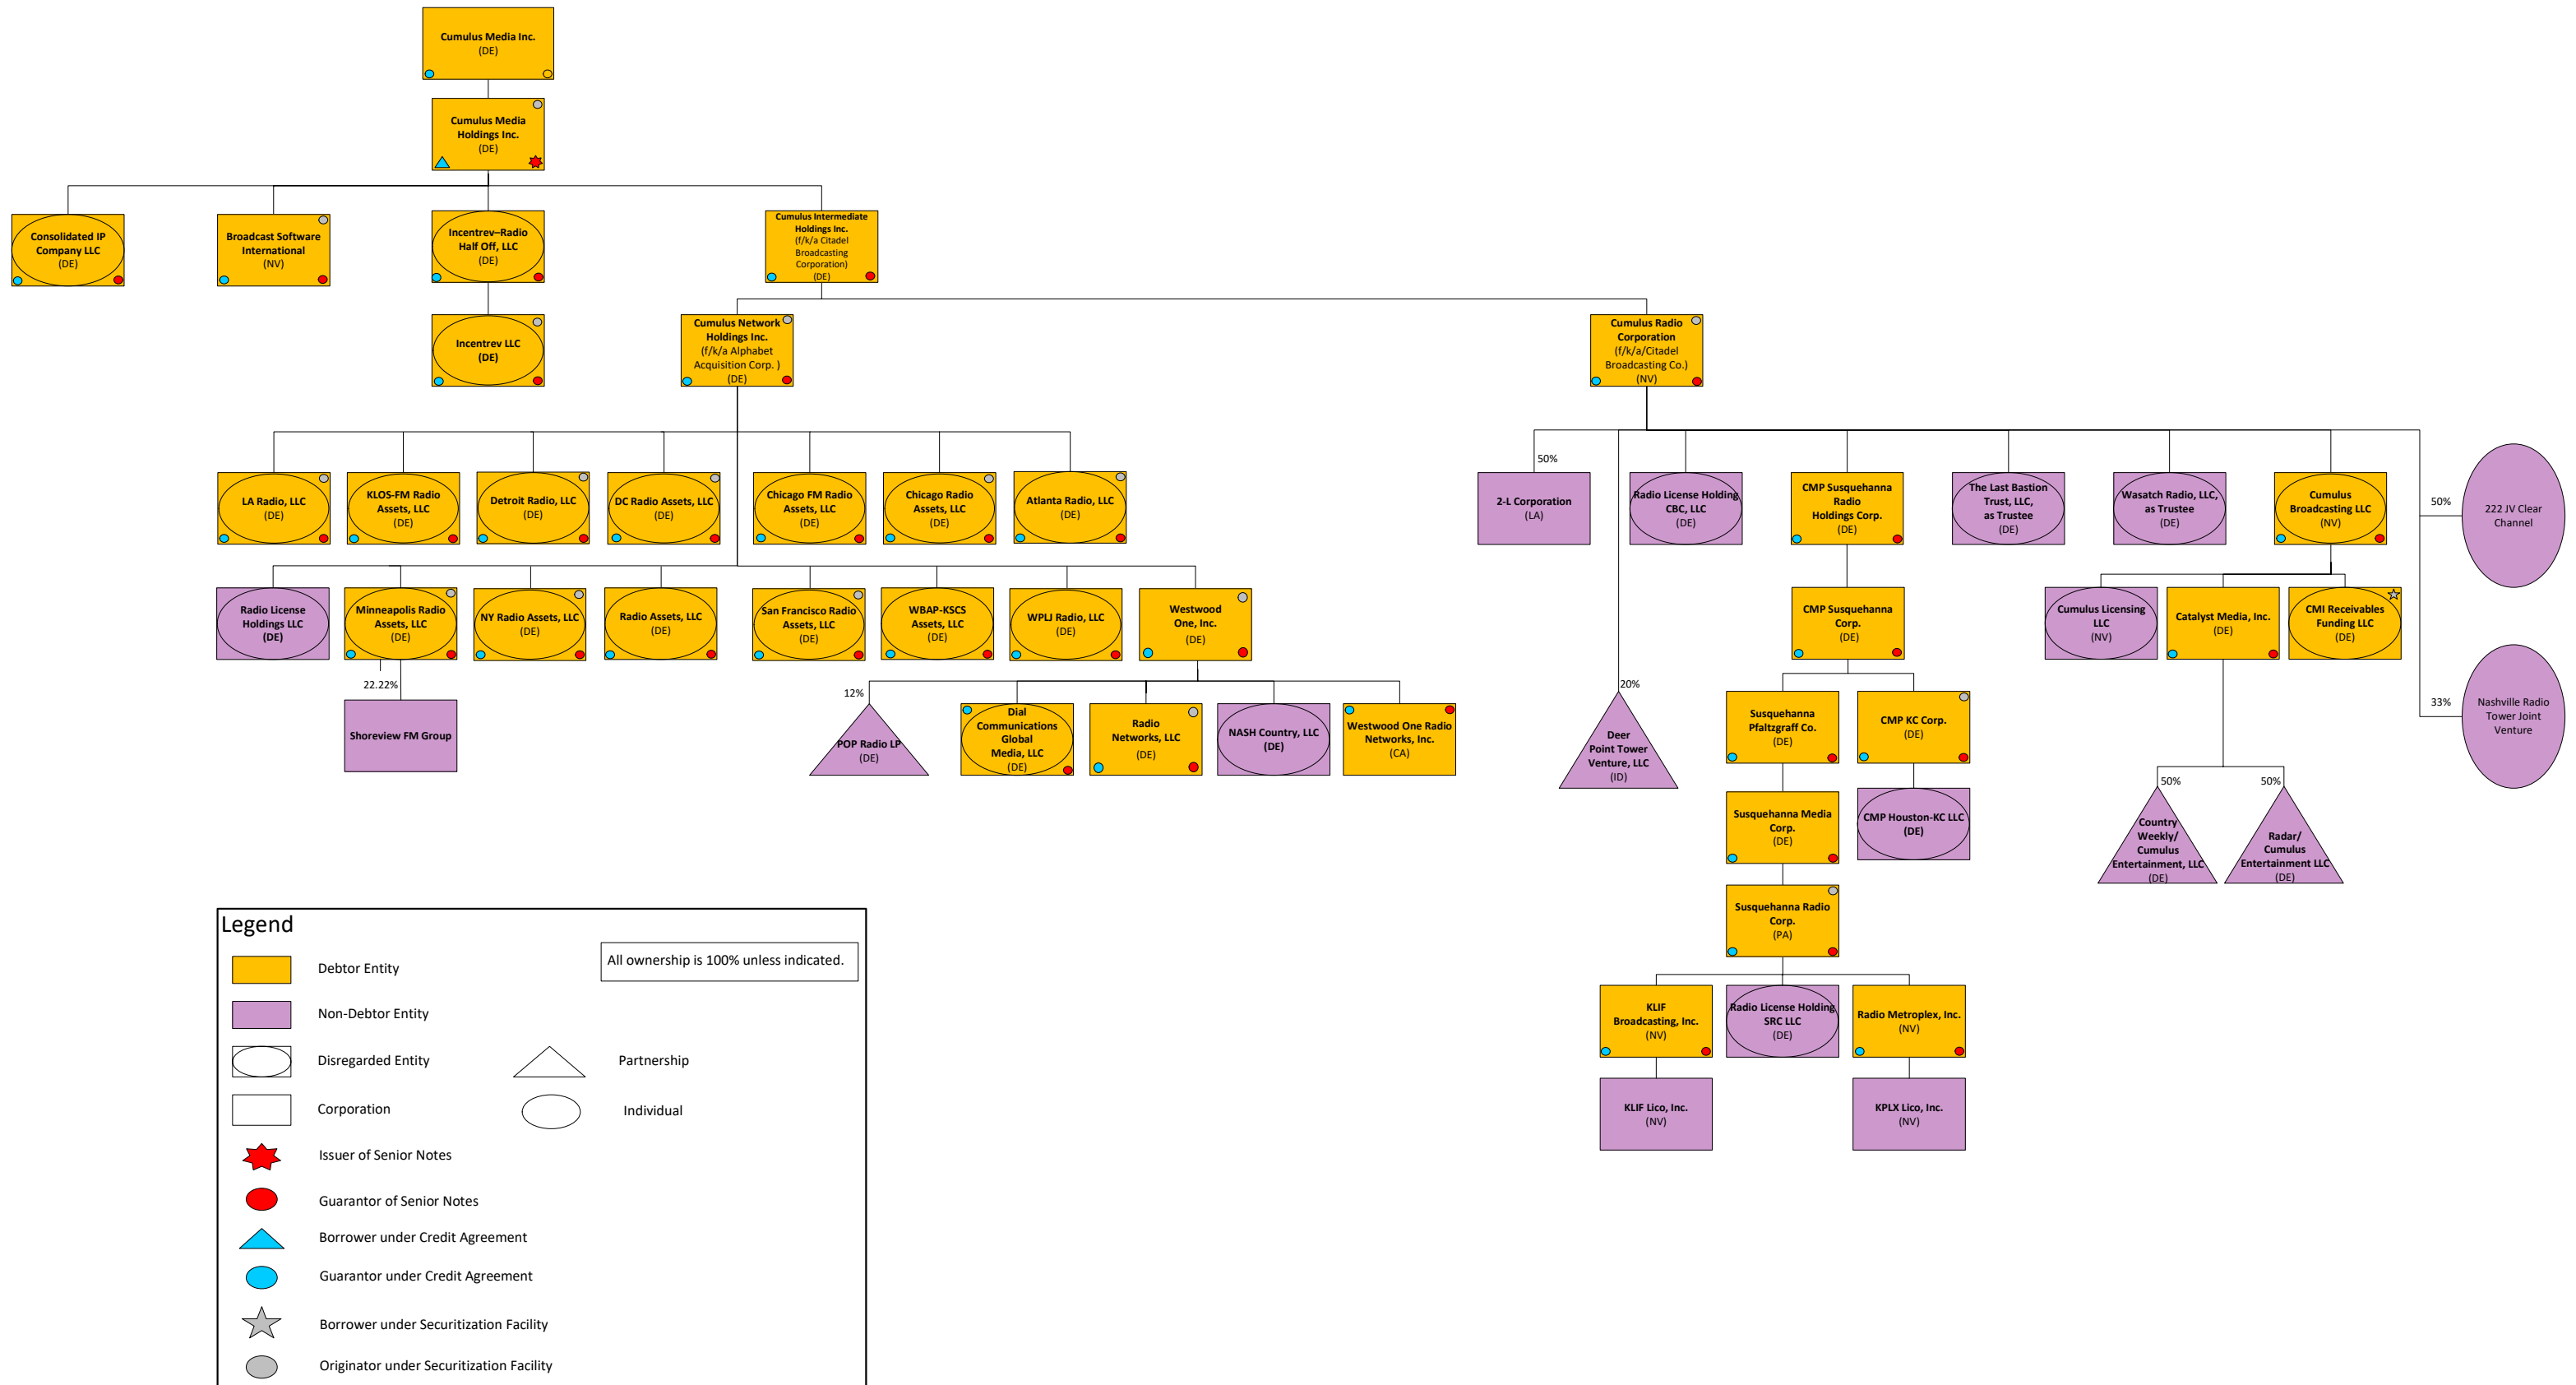 Cumulus Media Inc.
(DE)
Cumulus Media
Holdings Inc.
(DE)
Consolidated IP
Company LLC
(DE)
Broadcast Software
International
(NV)
Incentrev–Radio
Half Off, LLC
(DE)
Cumulus Intermediate
Holdings Inc.
(f/k/a Citadel
Broadcasting
Corporation)
(DE)
Incentrev LLC
(DE)
Cumulus Network
Holdings Inc.
(f/k/a Alphabet
Acquisition Corp. )
(DE)
Cumulus Radio
Corporation
(f/k/a/Citadel
Broadcasting Co.)
(NV)
LA Radio, LLC
(DE)
KLOS-FM Radio
Assets, LLC
(DE)
Detroit Radio, LLC
(DE)
DC Radio Assets, LLC
(DE)
Chicago FM Radio
Assets, LLC
(DE)
Chicago Radio
Assets, LLC
(DE)
Atlanta Radio, LLC
(DE)
50%
2-L Corporation
(LA)
Radio License Holding
CBC, LLC
(DE)
CMP Susquehanna
Radio
Holdings Corp.
(DE)
The Last Bastion
Trust, LLC,
as Trustee
(DE)
Wasatch Radio, LLC,
as Trustee
(DE)
Cumulus
Broadcasting LLC
(NV)
50%
222 JV Clear
Channel
Radio License
Holdings LLC
(DE)
Minneapolis Radio
Assets, LLC
(DE)
NY Radio Assets, LLC
(DE)
Radio Assets, LLC
(DE)
San Francisco Radio
Assets, LLC
(DE)
WBAP-KSCS
Assets, LLC
(DE)
WPLJ Radio, LLC
(DE)
Westwood
One, Inc.
(DE)
CMP Susquehanna
Corp.
(DE)
Cumulus Licensing
LLC
(NV)
Catalyst Media, Inc.
(DE)
CMI Receivables
Funding LLC
(DE)
22.22%
Shoreview FM Group
12%
POP Radio LP
(DE)
Dial
Communications
Global
Media, LLC
(DE)
Radio
Networks, LLC
(DE)
NASH Country, LLC
(DE)
Westwood One Radio
Networks, Inc.
(CA)
20%
Deer
Point Tower
Venture, LLC
(ID)
Susquehanna
Pfaltzgraff Co.
(DE)
CMP KC Corp.
(DE)
33%
Nashville Radio
Tower Joint
Venture
Susquehanna Media
Corp.
(DE)
CMP Houston-KC LLC
(DE)
50%
Country
Weekly/
Cumulus
Entertainment, LLC
(DE)
50%
Radar/
Cumulus
Entertainment LLC
(DE)
Susquehanna Radio
Corp.
(PA)
KLIF
Broadcasting, Inc.
(NV)
Radio License Holding
SRC LLC
(DE)
Radio Metroplex, Inc.
(NV)
KLIF Lico, Inc.
(NV)
KPLX Lico, Inc.
(NV)
Legend
All ownership is 100% unless indicated.
Debtor Entity
Non-Debtor Entity
Disregarded Entity
Partnership
Corporation
Individual
Issuer of Senior Notes
Guarantor of Senior Notes
Borrower under Credit Agreement
Guarantor under Credit Agreement
Borrower under Securitization Facility
Originator under Securitization Facility